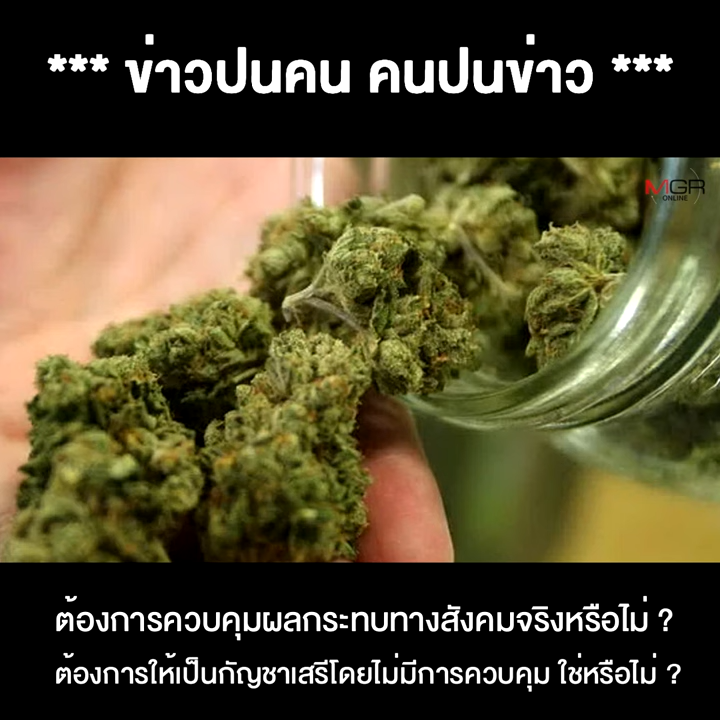 *** ข่าวปนคน คนปนข่าว ***
MGR
ONLINE
ต้องการควบคุมผลกระทบทางสังคมจริงหรือไม่ ?
ต้องการให้เป็นกัญชาเสรีโดยไม่มีการควบคุม ใช่หรือไม่ ?